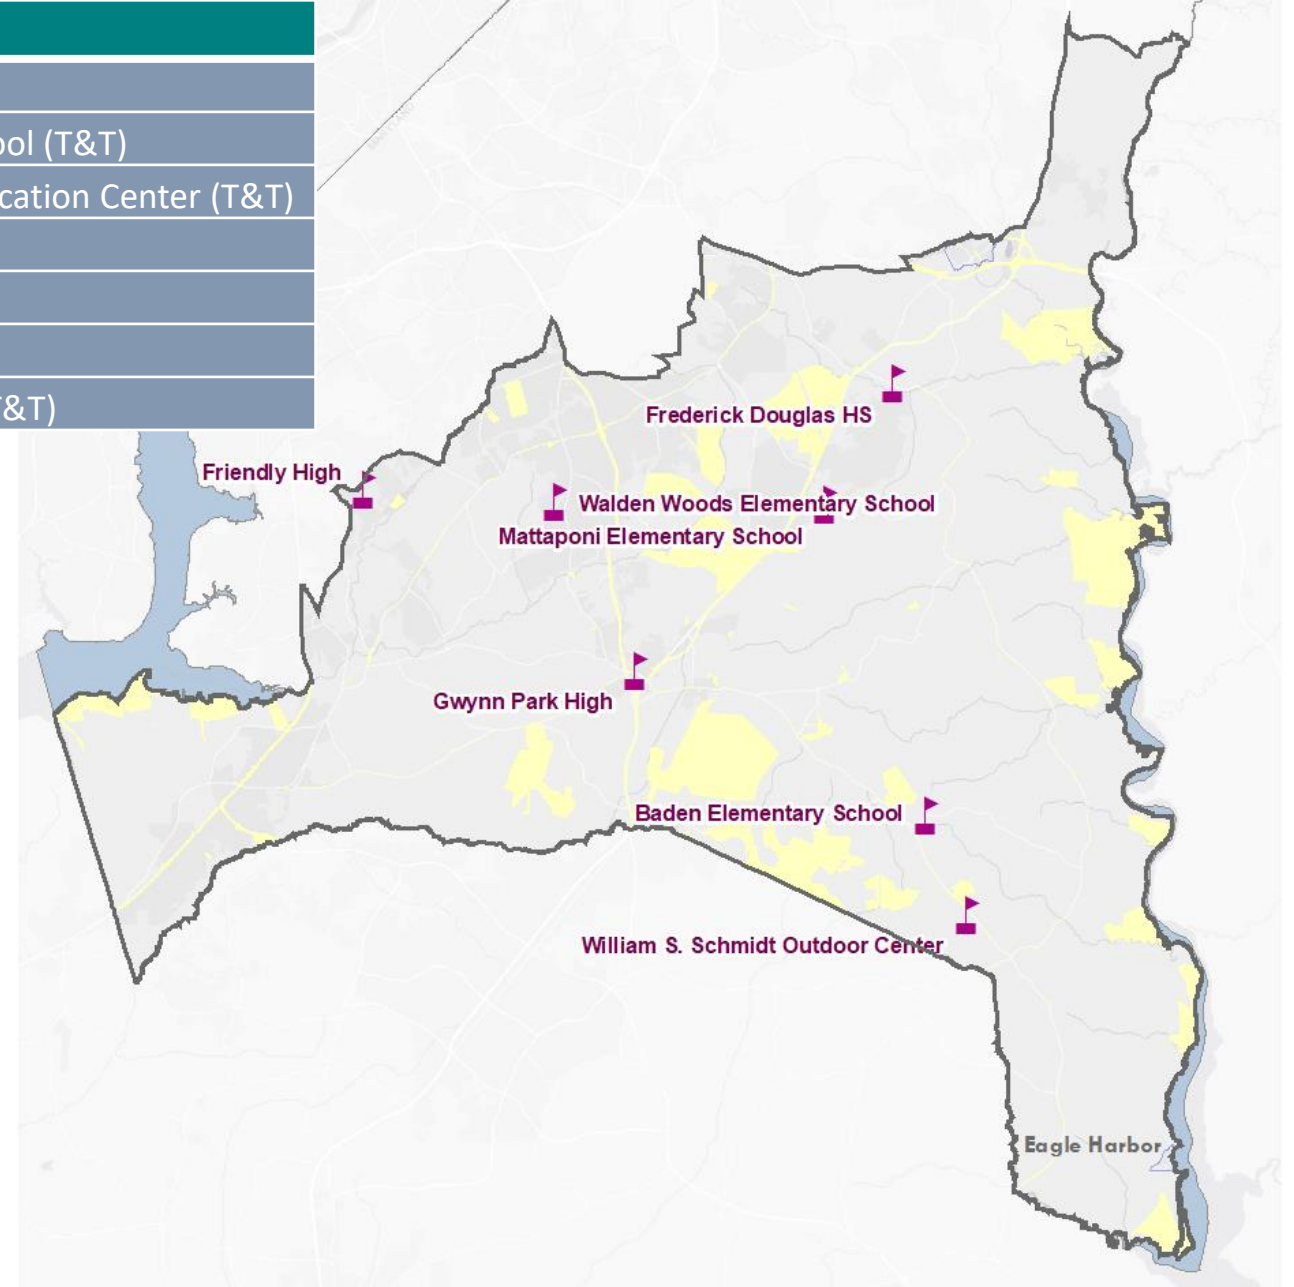 ool (T&T)
cation Center (T&T)
T&T)
MARYLAND
Frederick Douglas HS
Friendly High
Walden Woods Elementary School
Mattaponi Elementary School
Gwynn Park High
Baden Elementary School
William S. Schmidt Outdoor Center
Eagle Harbor